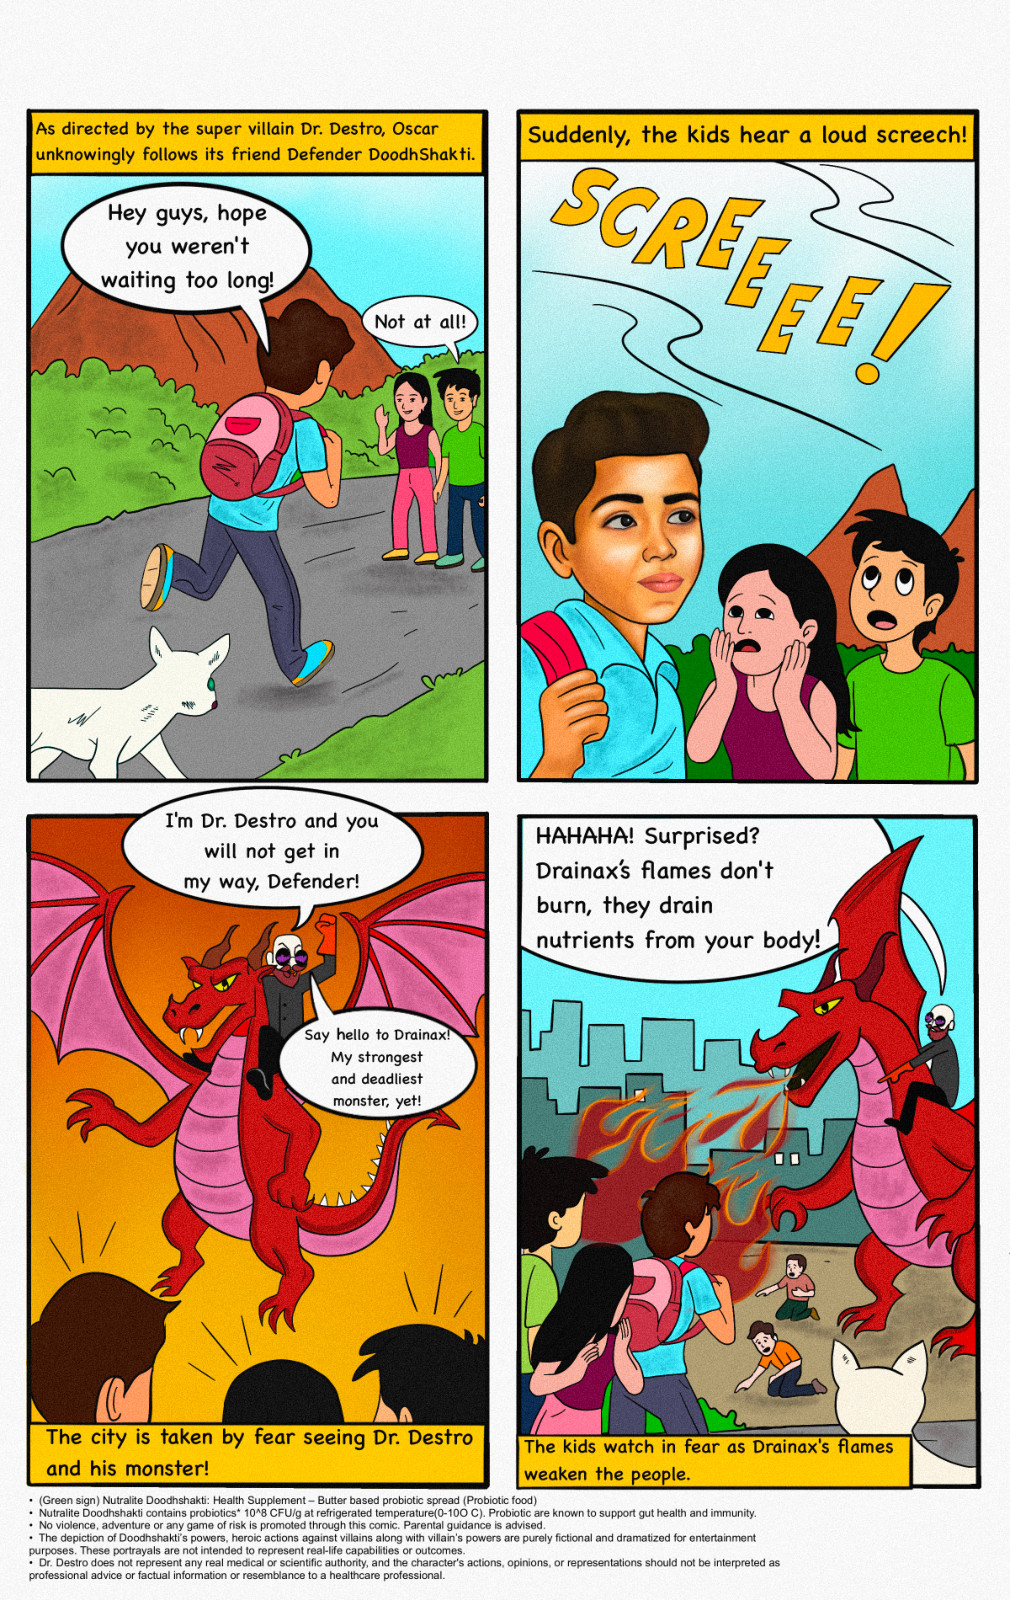 As directed by the super villain Dr. Destro, Oscar
unknowingly follows its friend Defender DoodhShakti.
Hey guys, hope
you weren't
waiting too long!
Not at all!
Suddenly, the kids hear a loud screech!
SCREEEE!
I'm Dr. Destro and you
will not get in
my way, Defender!
Say hello to Drainax!
My strongest
and deadliest
monster, yet!
The city is taken by fear seeing Dr. Destro
and his monster!
HAHAHA! Surprised?
Drainax's flames don't
burn, they drain
nutrients from your body!
The kids watch in fear as Drainax's flames
weaken the people.
• (Green sign) Nutralite Doodhshakti: Health Supplement – Butter based probiotic spread (Probiotic food)
• Nutralite Doodhshakti contains probiotics* 10^8 CFU/g at refrigerated temperature(0-10O C). Probiotic are known to support gut health and immunity.
• No violence, adventure or any game of risk is promoted through this comic. Parental guidance is advised.
• The depiction of Doodhshakti's powers, heroic actions against villains along with villain's powers are purely fictional and dramatized for entertainment
purposes. These portrayals are not intended to represent real-life capabilities or outcomes.
• Dr. Destro does not represent any real medical or scientific authority, and the character's actions, opinions, or representations should not be interpreted as
professional advice or factual information or resemblance to a healthcare professional.